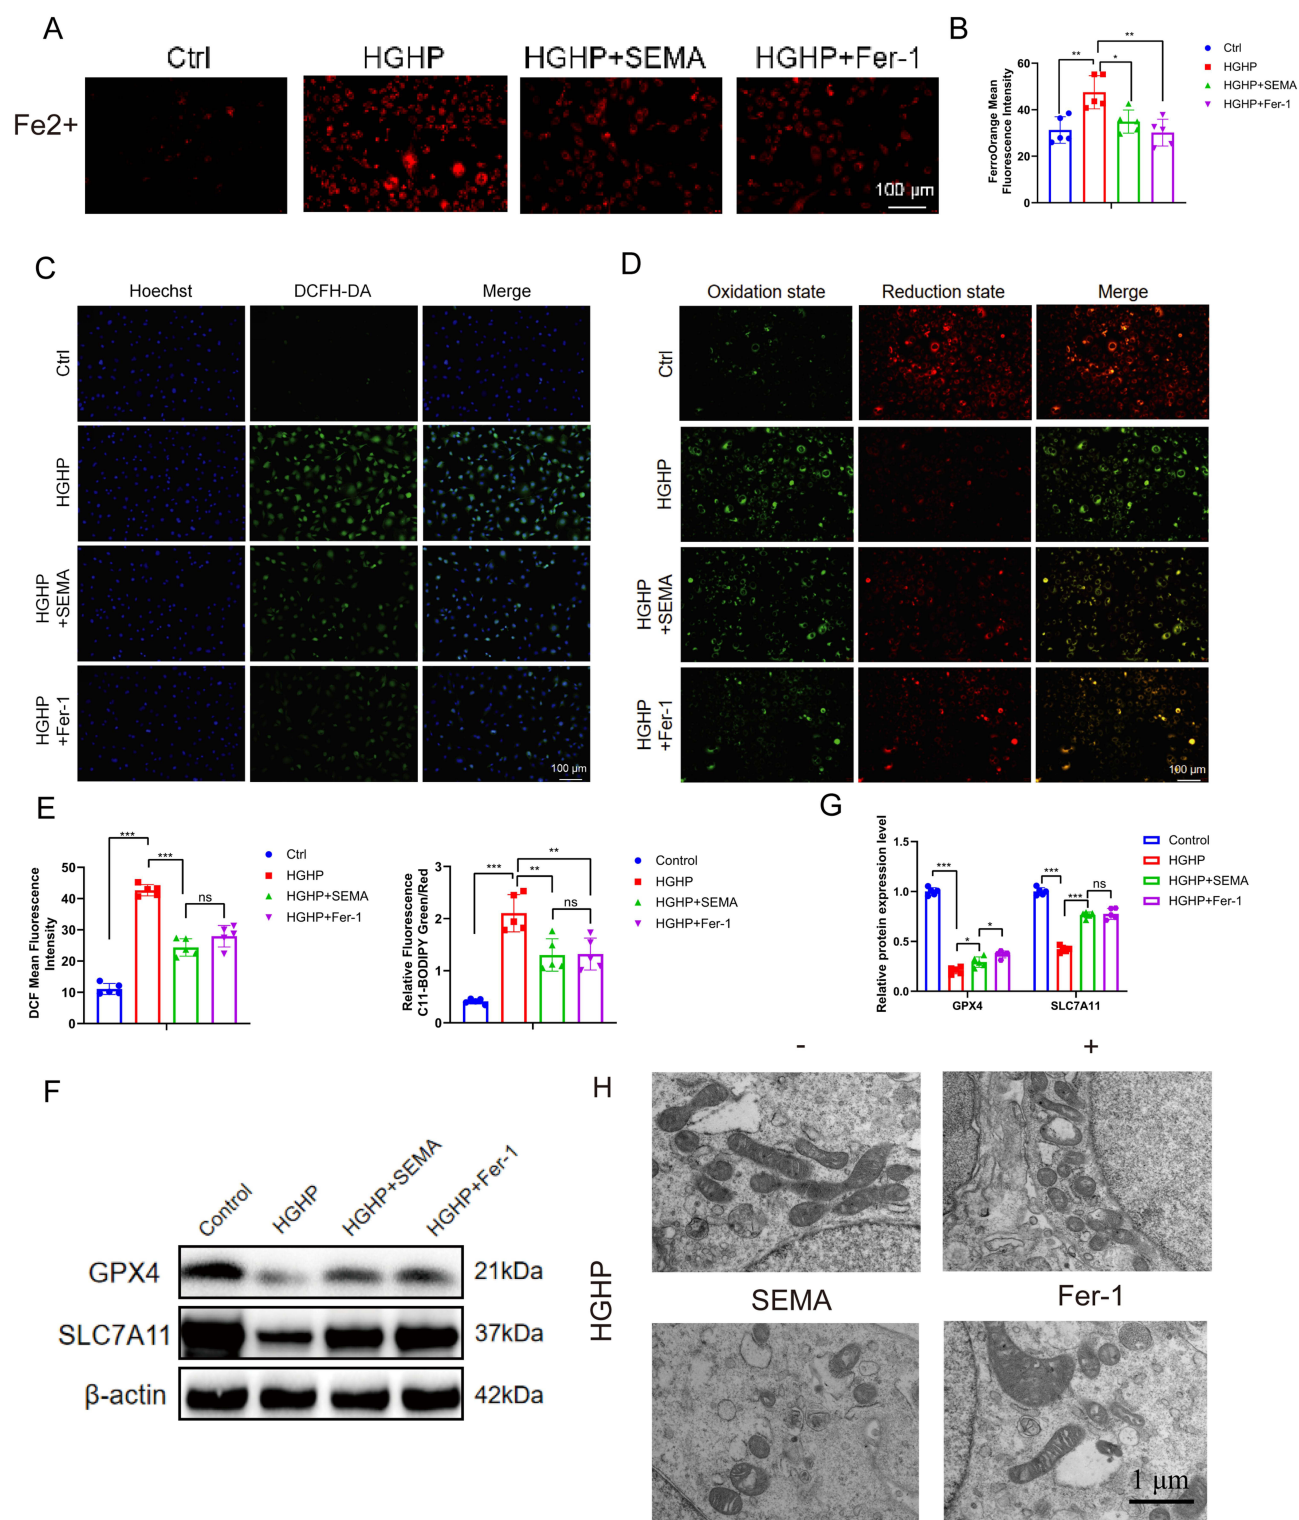 A
Ctrl
HGHP
HGHP+SEMA
HGHP+Fer-1
Fe2+
100 μm
B
FerroOrange Mean
Fluorescence Intensity
60
40
20
0
**
*
**
Ctrl
HGHP
HGHP+SEMA
HGHP+Fer-1
C
Hoechst
DCFH-DA
Merge
Ctrl
HGHP
HGHP
+SEMA
HGHP
+Fer-1
100 μm
D
Oxidation state
Reduction state
Merge
Ctrl
HGHP
HGHP
+SEMA
HGHP
+Fer-1
100 μm
E
DCF Mean Fluorescence
Intensity
50
40
30
20
10
0
***
***
ns
Ctrl
HGHP
HGHP+SEMA
HGHP+Fer-1
Relative Fluorescence
C11-BODIPY Green/Red
3
2
1
0
***
**
**
ns
Control
HGHP
HGHP+SEMA
HGHP+Fer-1
G
Relative protein expression level
1.5
1.0
0.5
0.0
***
*
*
***
***
ns
GPX4
SLC7A11
Control
HGHP
HGHP+SEMA
HGHP+Fer-1
F
Control
HGHP
HGHP+SEMA
HGHP+Fer-1
GPX4
21kDa
SLC7A11
37kDa
β-actin
42kDa
H
-
+
HGHP
SEMA
Fer-1
1 μm